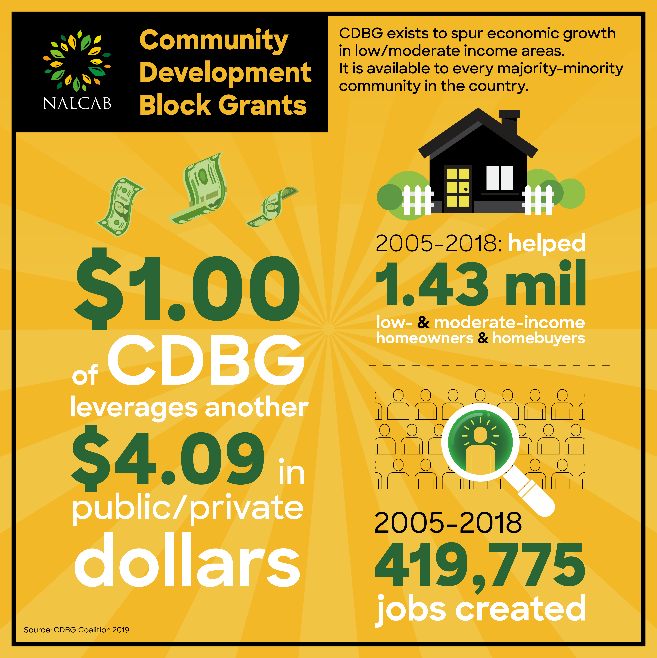 NALCAB
Community
Development
Block Grants
CDBG exists to spur economic growth
in low/moderate income areas.
It is available to every majority-minority
community in the country.
$1.00
of CDBG
leverages another
$4.09 in
public/private
dollars
2005-2018: helped
1.43 mil
low- & moderate-income
homeowners & homebuyers
2005-2018
419,775
jobs created
Source: CDBG Coalition 2019